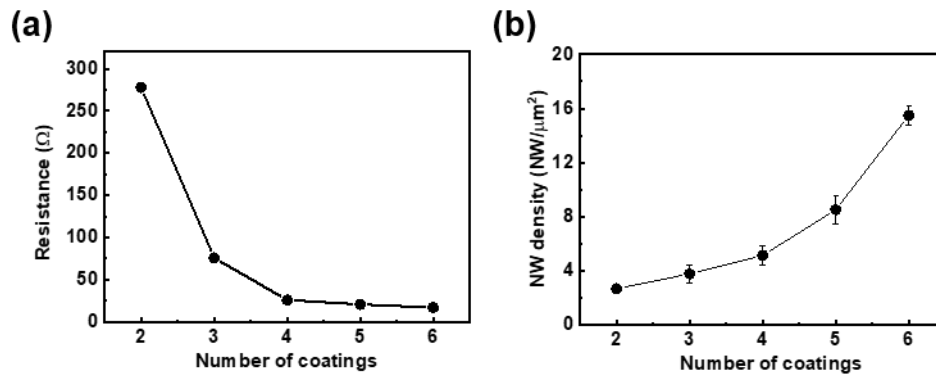 (a)
300
250
200
150
100
50
0
Resistance (Ω)
2 3 4 5 6
Number of coatings
(b)
20
16
12
8
4
0
NW density (NW/μm²)
2 3 4 5 6
Number of coatings